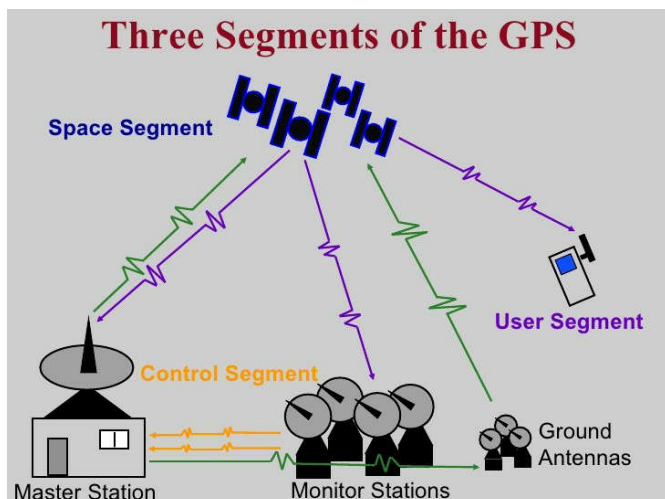 Three Segments of the GPS
Space Segment
User Segment
Control Segment
Ground
Antennas
Master Station
Monitor Stations